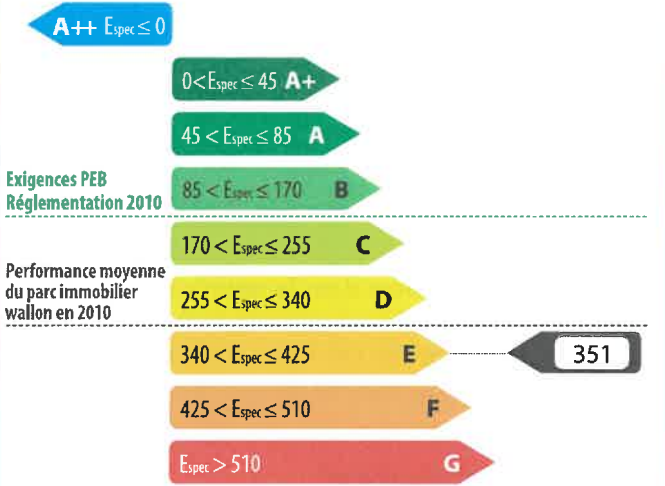 A++ Espec ≤ 0
0 < Espec ≤ 45 A+
45 < Espec ≤ 85 A
Exigences PEB
Réglementation 2010
85 < Espec ≤ 170 B
170 < Espec ≤ 255 C
Performance moyenne
du parc immobilier
wallon en 2010
255 < Espec ≤ 340 D
340 < Espec ≤ 425 E
351
425 < Espec ≤ 510 F
Espec > 510 G